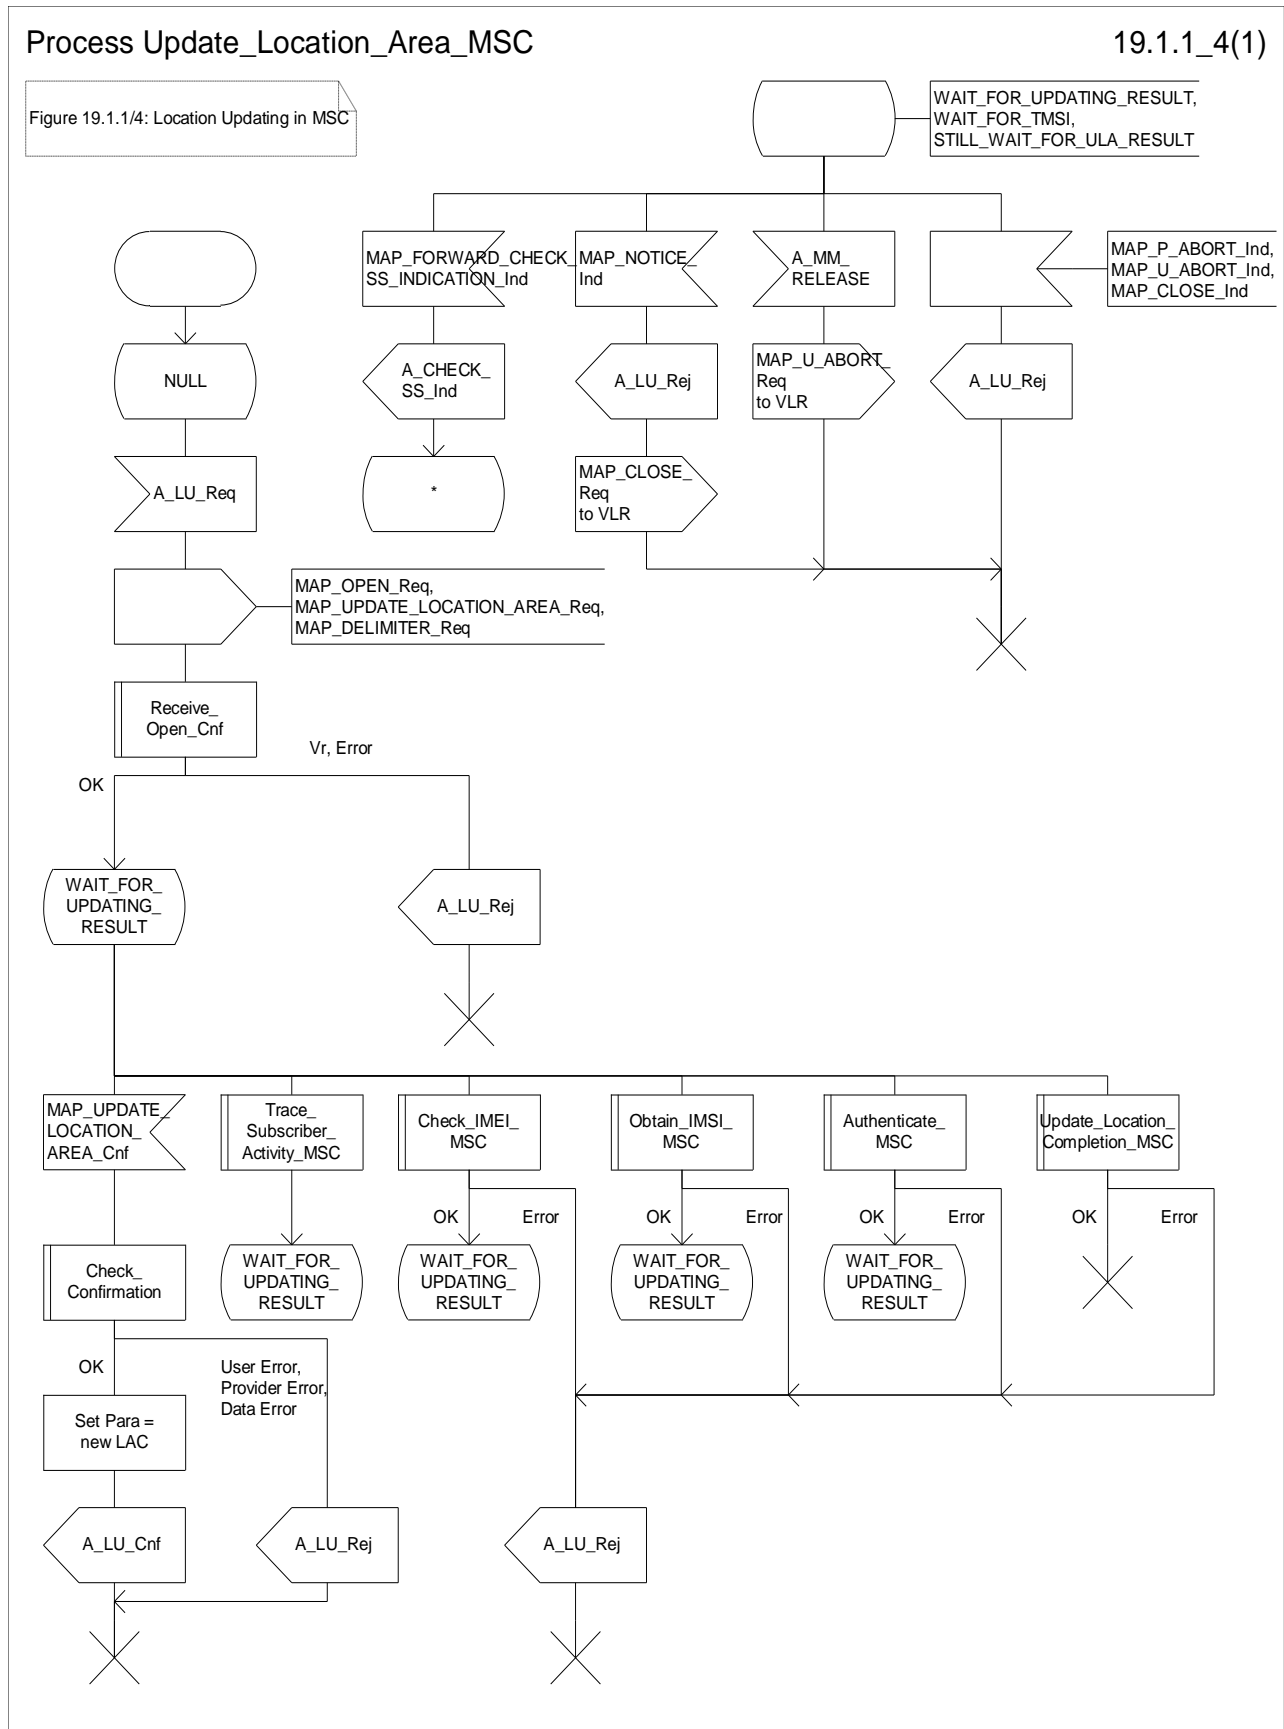 Process Update_Location_Area_MSC
19.1.1_4(1)
Figure 19.1.1/4: Location Updating in MSC
WAIT_FOR_UPDATING_RESULT,
WAIT_FOR_TMSI,
STILL_WAIT_FOR_ULA_RESULT
MAP_FORWARD_CHECK_
SS_INDICATION_Ind
MAP_NOTICE_
Ind
A_MM_
RELEASE
MAP_P_ABORT_Ind,
MAP_U_ABORT_Ind,
MAP_CLOSE_Ind
NULL
A_CHECK_
SS_Ind
A_LU_Rej
MAP_U_ABORT_
Req
to VLR
A_LU_Rej
A_LU_Req
*
MAP_CLOSE_
Req
to VLR
MAP_OPEN_Req,
MAP_UPDATE_LOCATION_AREA_Req,
MAP_DELIMITER_Req
Receive_
Open_Cnf
Vr, Error
OK
WAIT_FOR_
UPDATING_
RESULT
A_LU_Rej
MAP_UPDATE_
LOCATION_
AREA_Cnf
Trace_
Subscriber_
Activity_MSC
Check_IMEI_
MSC
Obtain_IMSI_
MSC
Authenticate_
MSC
Update_Location_
Completion_MSC
OK
Error
OK
Error
OK
Error
OK
Error
Check_
Confirmation
WAIT_FOR_
UPDATING_
RESULT
WAIT_FOR_
UPDATING_
RESULT
WAIT_FOR_
UPDATING_
RESULT
WAIT_FOR_
UPDATING_
RESULT
OK
User Error,
Provider Error,
Data Error
Set Para =
new LAC
A_LU_Cnf
A_LU_Rej
A_LU_Rej